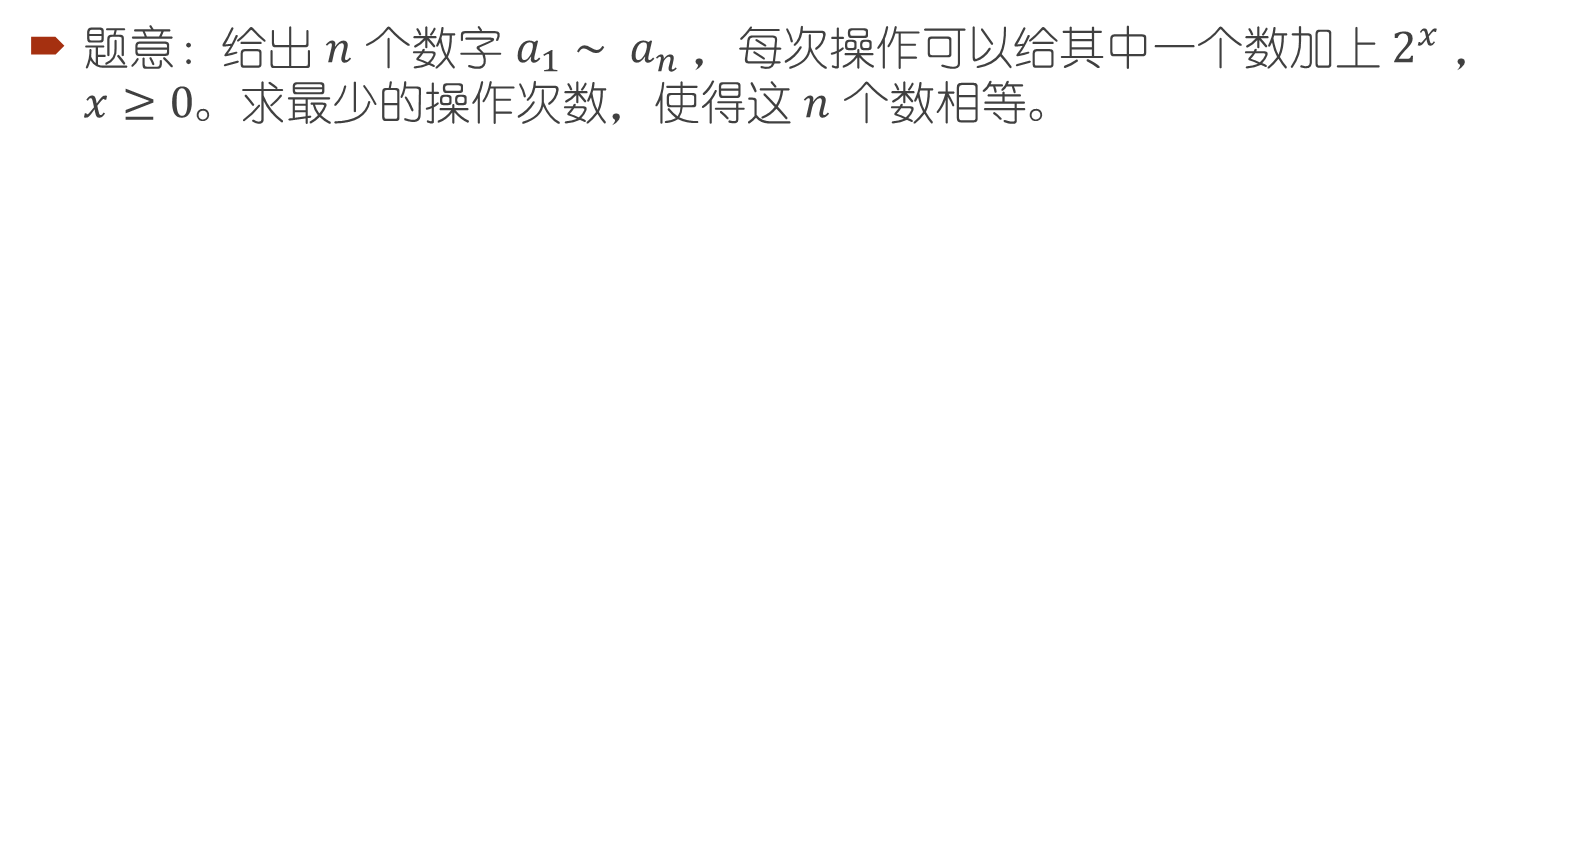 题意：给出 n 个数字 a₁ ~ aₙ ，每次操作可以给其中一个数加上 2ˣ ，
x ≥ 0。求最少的操作次数，使得这 n 个数相等。